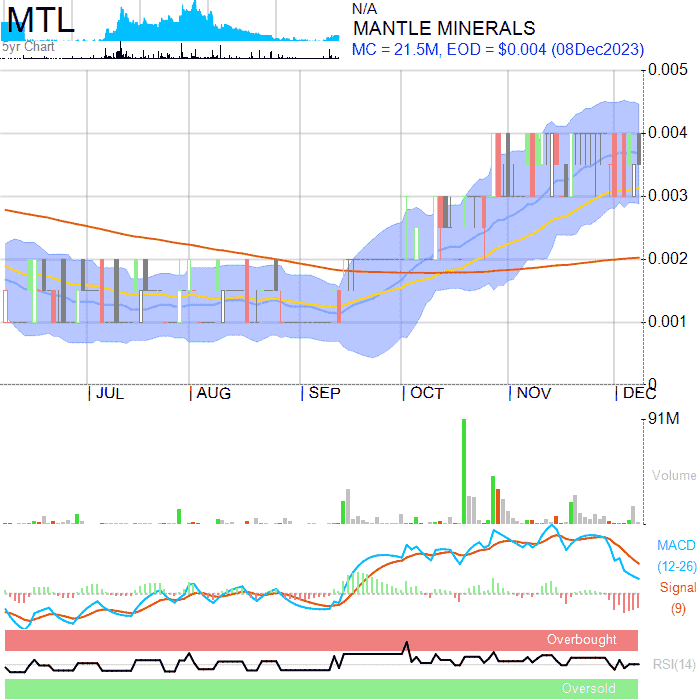 MTL
5yr Chart
N/A
MANTLE MINERALS
MC = 21.5M, EOD = $0.004 (08Dec2023)
0.005
0.004
0.003
0.002
0.001
0
JUL AUG SEP OCT NOV DEC
91M
Volume
MACD
(12-26)
Signal
(9)
Overbought
RSI(14)
Oversold